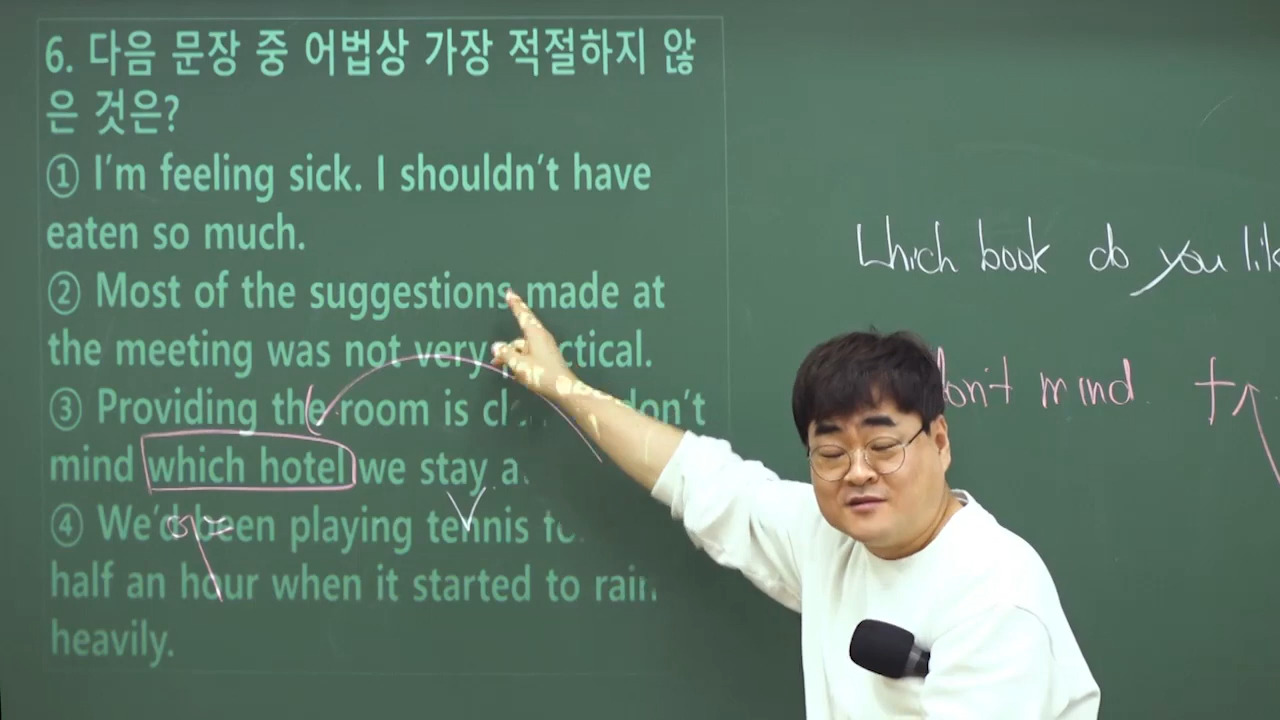 6. 다음 문장 중 어법상 가장 적절하지 않
은 것은?
① I'm feeling sick. I shouldn't have
eaten so much.
② Most of the suggestions made at
the meeting was not very
③ Providing the room is don't
mind which hotel we stay
④ We'd been playing tennis
half an hour when it started to rain
heavily.
Which book do you
don't mind